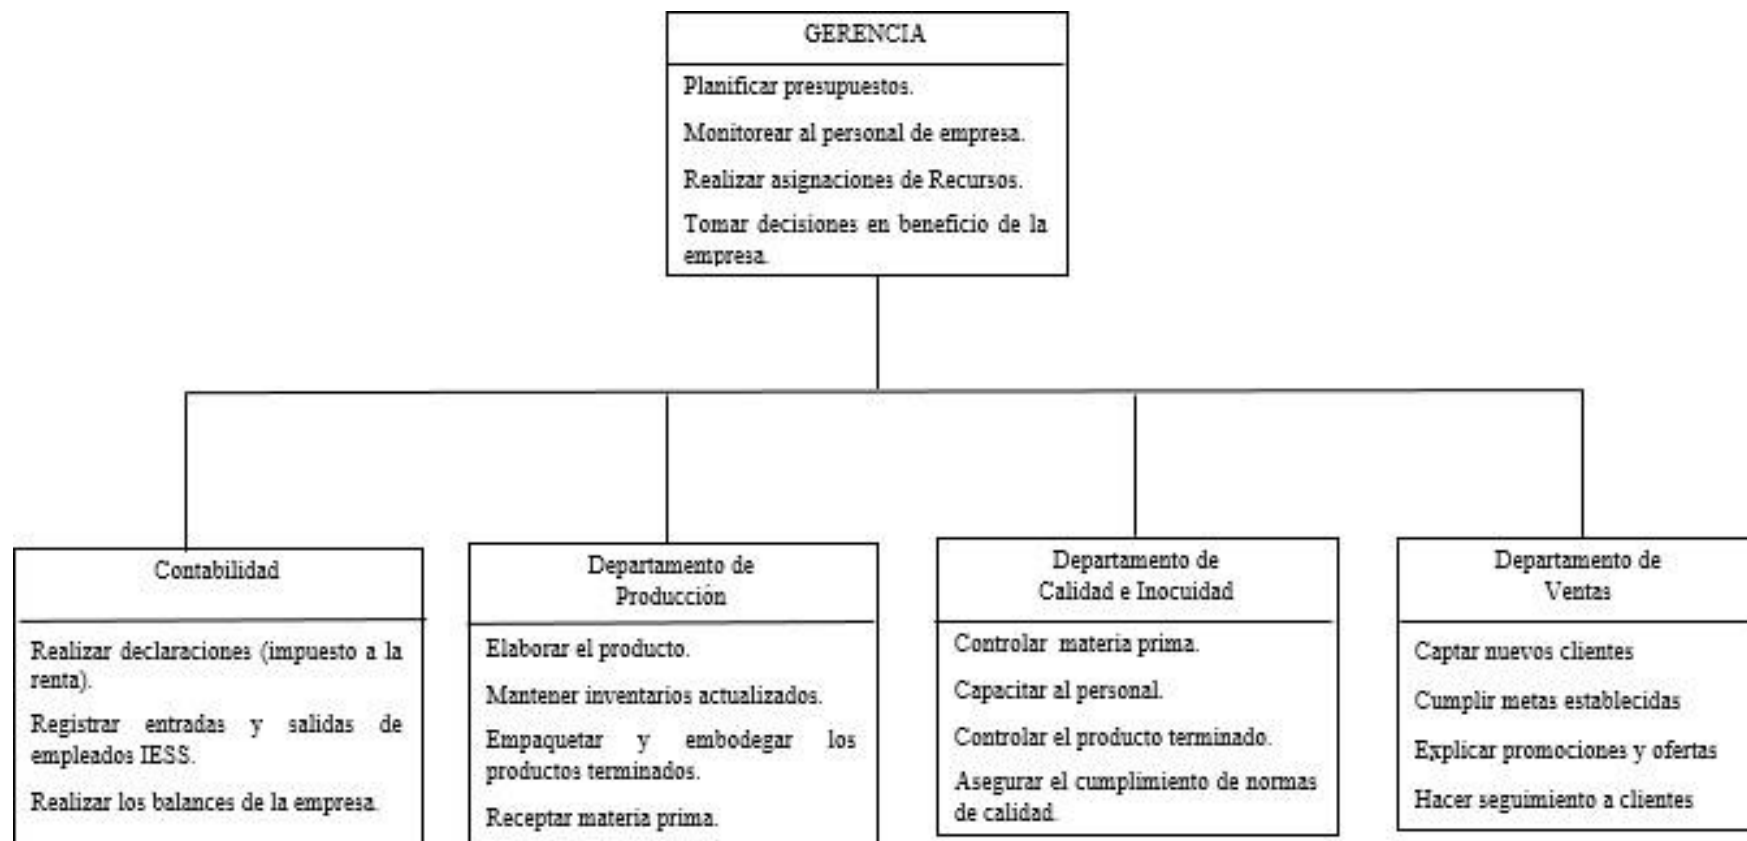 GERENCIA
Planificar presupuestos.
Monitorear al personal de empresa.
Realizar asignaciones de Recursos.
Tomar decisiones en beneficio de la
empresa.
Contabilidad
Realizar declaraciones (impuesto a la
renta).
Registrar entradas y salidas de
empleados IESS.
Realizar los balances de la empresa.
Departamento de
Producción
Elaborar el producto.
Mantener inventarios actualizados.
Empaquetar y embodegar los
productos terminados.
Receptar materia prima.
Departamento de
Calidad e Inocuidad
Controlar materia prima.
Capacitar al personal.
Controlar el producto terminado.
Asegurar el cumplimiento de normas
de calidad.
Departamento de
Ventas
Captar nuevos clientes
Cumplir metas establecidas
Explicar promociones y ofertas
Hacer seguimiento a clientes